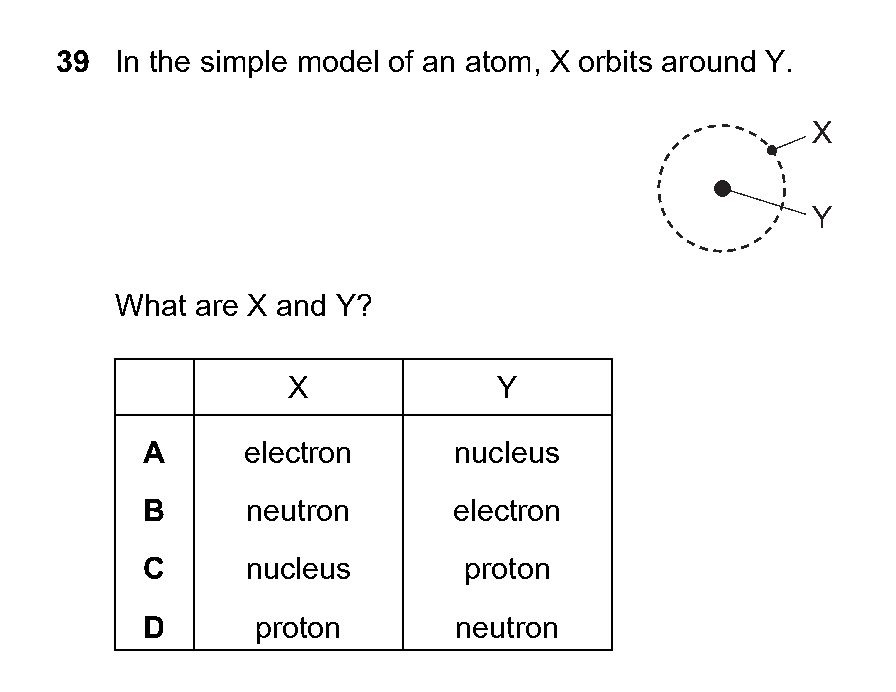 39 In the simple model of an atom, X orbits around Y.
X
Y
What are X and Y?
X Y
A electron nucleus
B neutron electron
C nucleus proton
D proton neutron